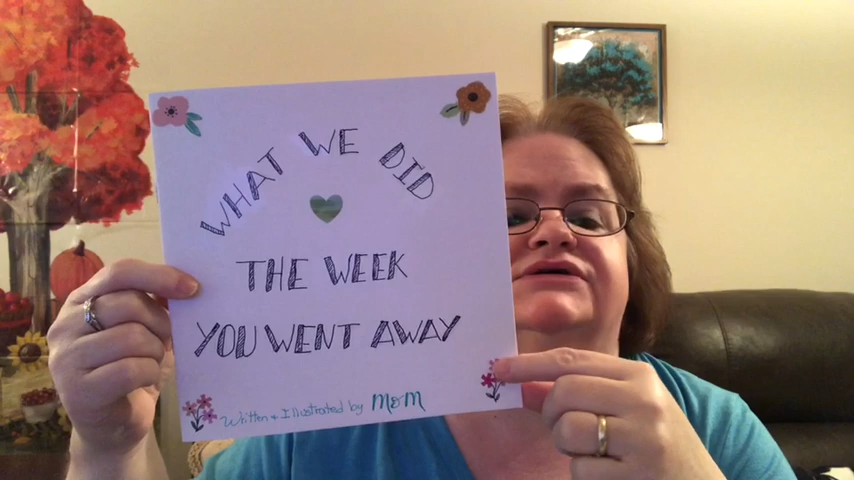 WHAT WE DID
THE WEEK
YOU WENT AWAY
Written + Illustrated by MOM